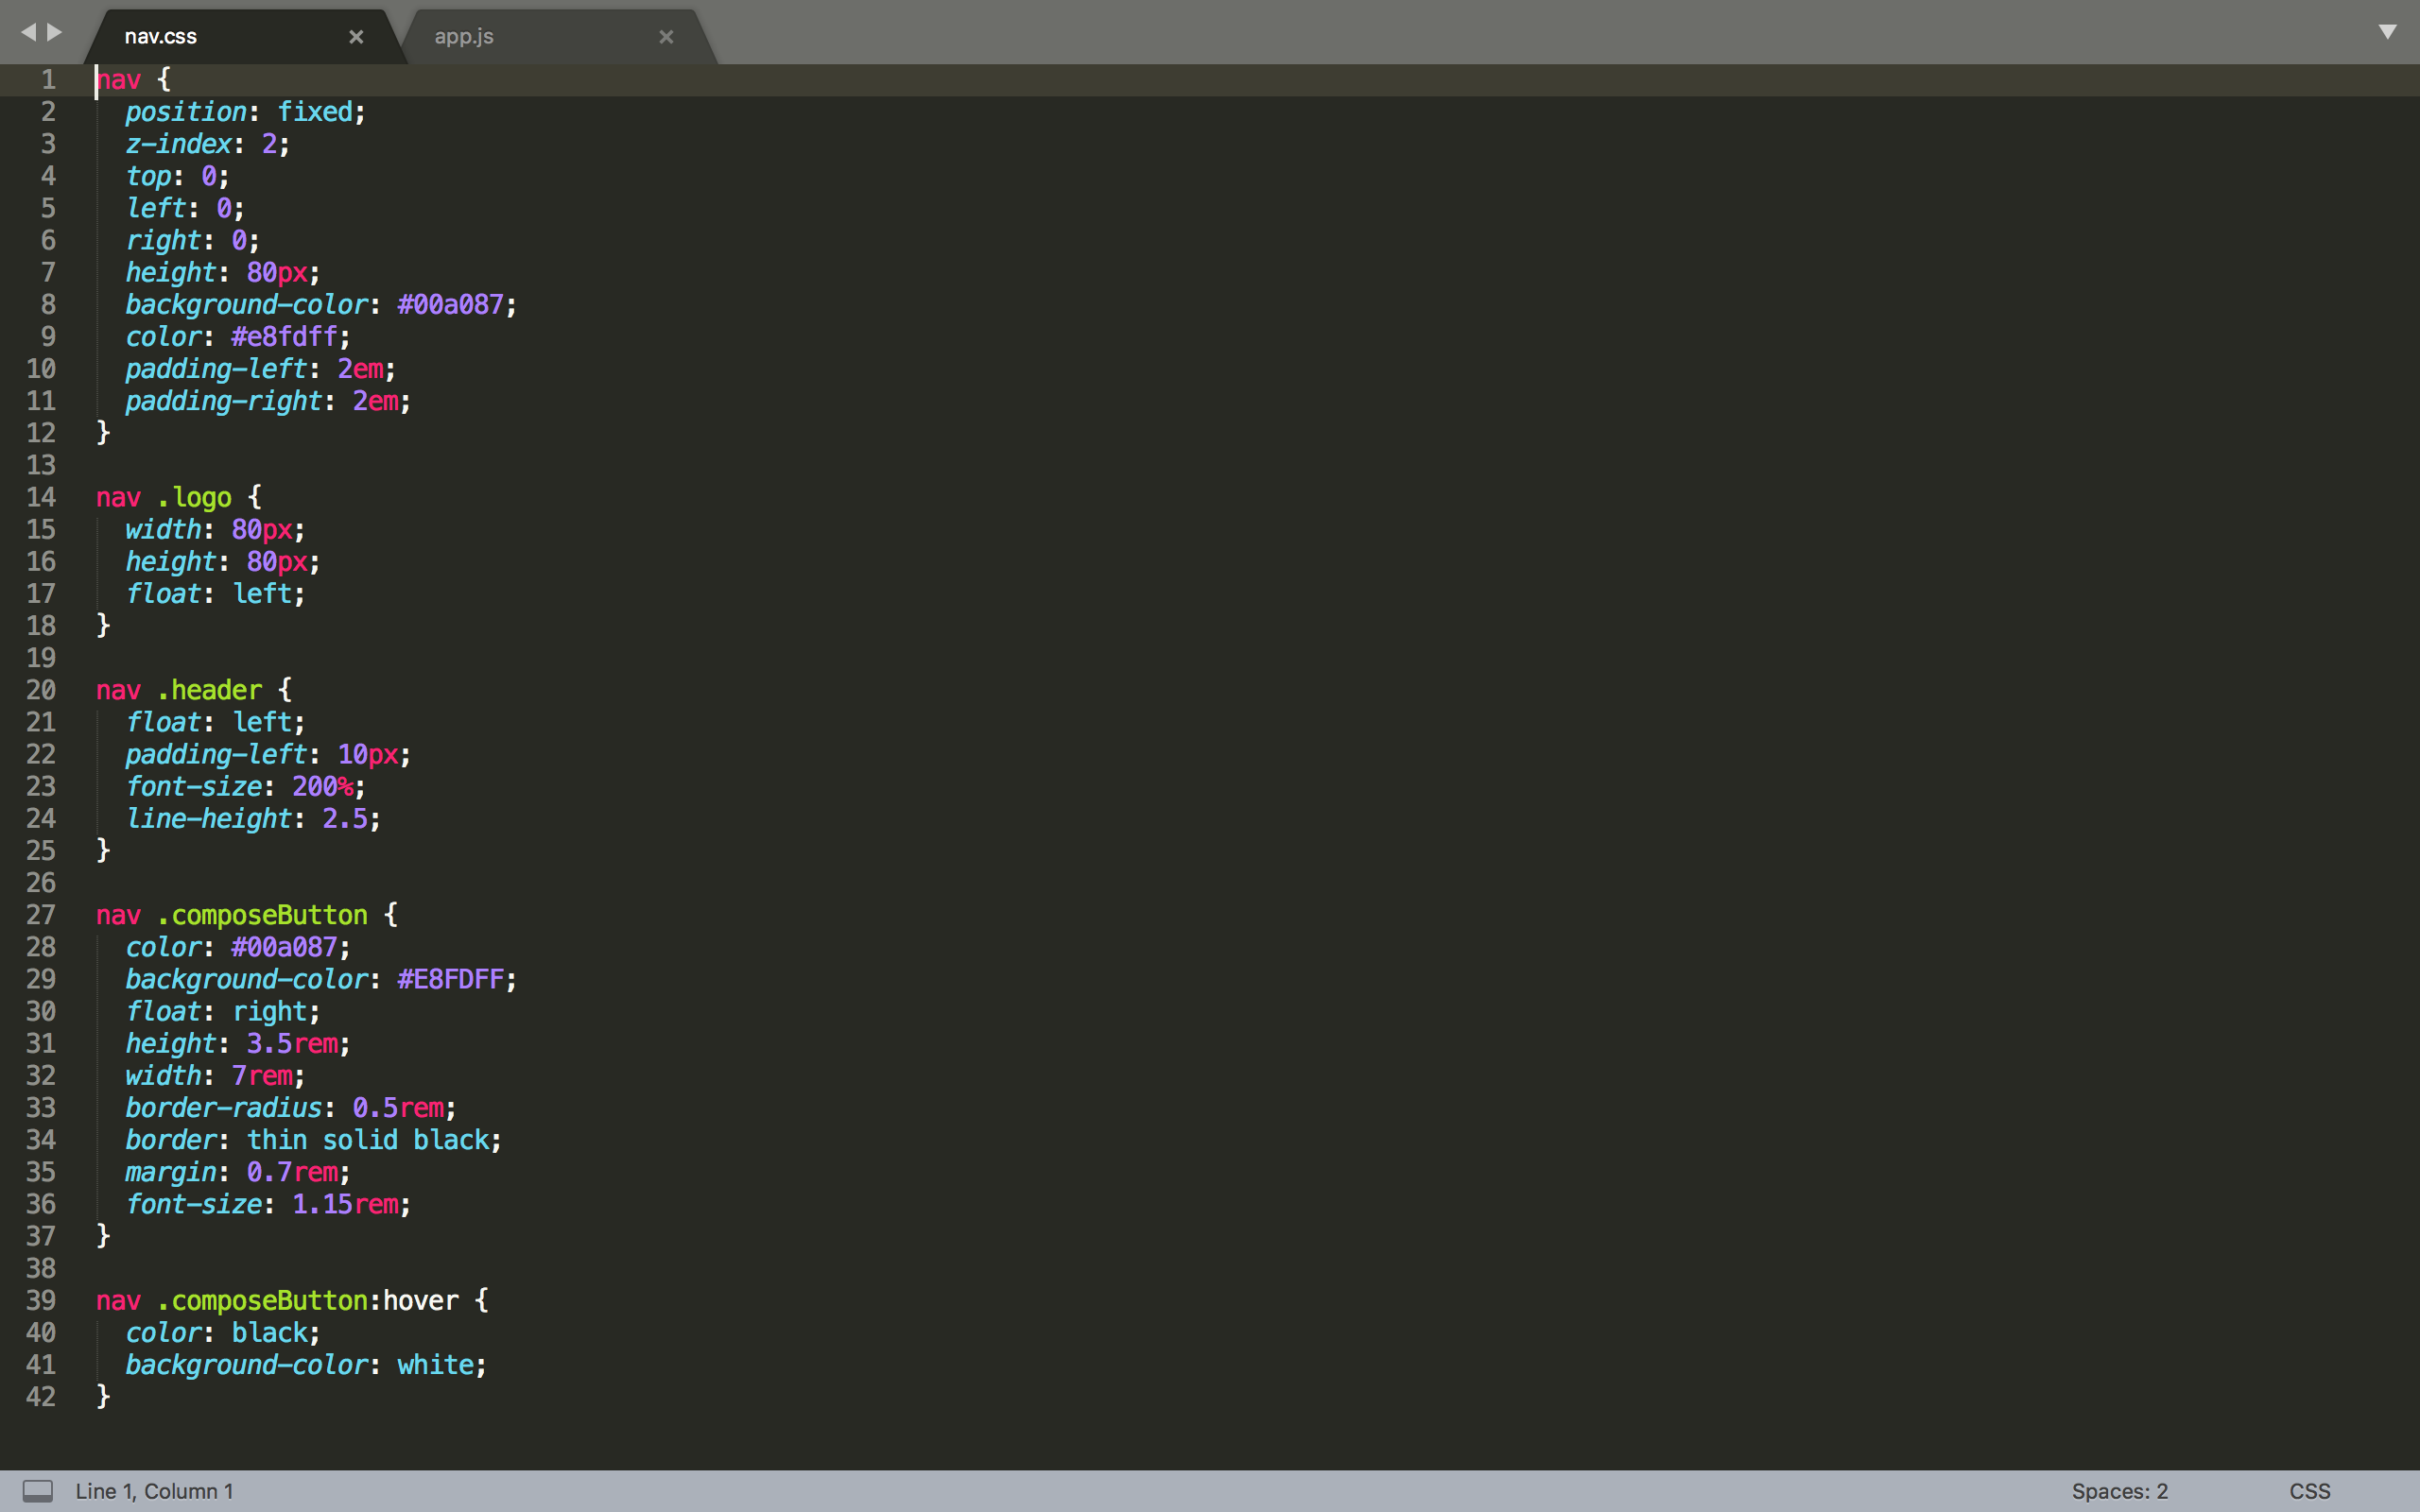 nav.css
app.js
1 nav {
2   position: fixed;
3   z-index: 2;
4   top: 0;
5   left: 0;
6   right: 0;
7   height: 80px;
8   background-color: #00a087;
9   color: #e8fdff;
10   padding-left: 2em;
11   padding-right: 2em;
12 }
13
14 nav .logo {
15   width: 80px;
16   height: 80px;
17   float: left;
18 }
19
20 nav .header {
21   float: left;
22   padding-left: 10px;
23   font-size: 200%;
24   line-height: 2.5;
25 }
26
27 nav .composeButton {
28   color: #00a087;
29   background-color: #E8FDFF;
30   float: right;
31   height: 3.5rem;
32   width: 7rem;
33   border-radius: 0.5rem;
34   border: thin solid black;
35   margin: 0.7rem;
36   font-size: 1.15rem;
37 }
38
39 nav .composeButton:hover {
40   color: black;
41   background-color: white;
42 }
Line 1, Column 1
Spaces: 2
CSS